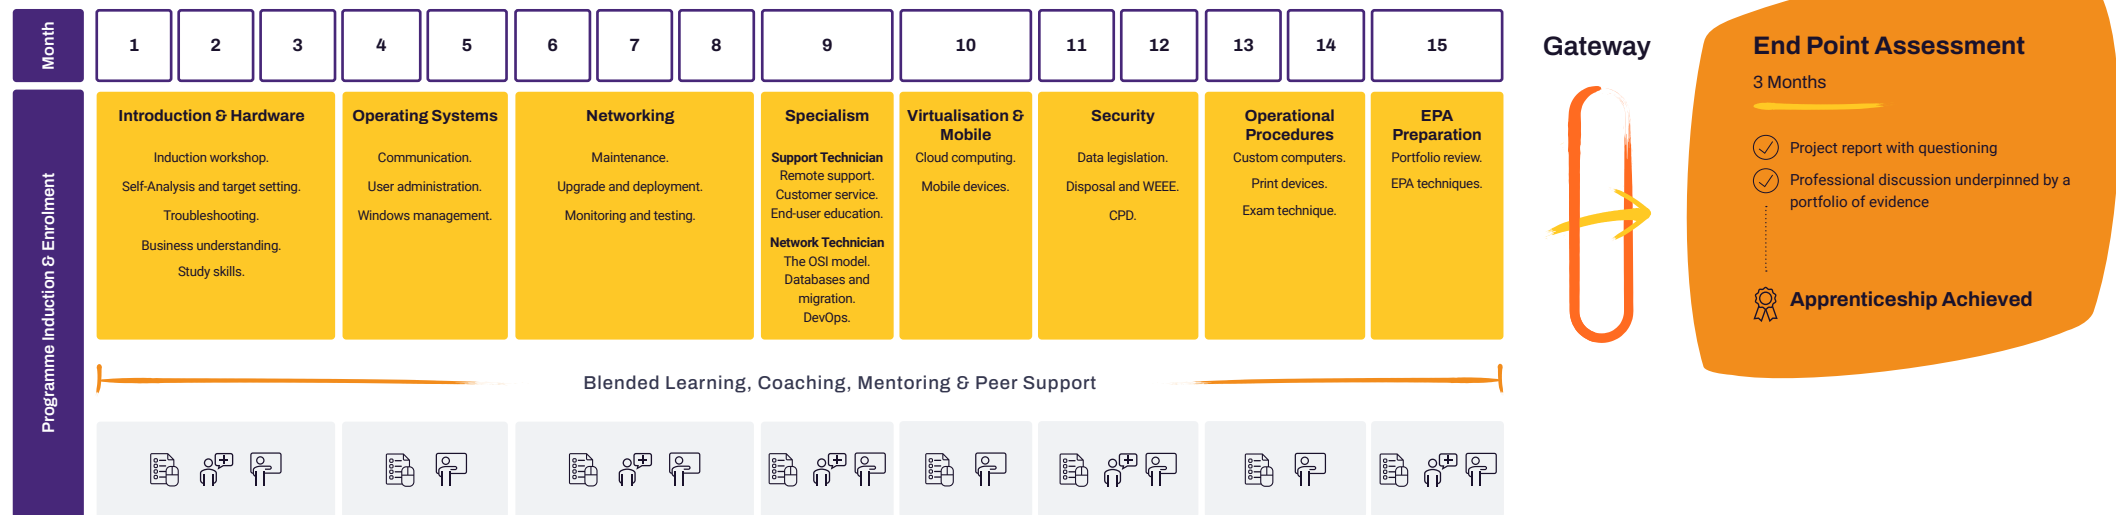 Month
1
2
3
4
5
6
7
8
9
10
11
12
13
14
15
Programme Induction & Enrolment
Introduction & Hardware
Induction workshop.
Self-Analysis and target setting.
Troubleshooting.
Business understanding.
Study skills.
Operating Systems
Communication.
User administration.
Windows management.
Networking
Maintenance.
Upgrade and deployment.
Monitoring and testing.
Specialism
Support Technician
Remote support.
Customer service.
End-user education.
Network Technician
The OSI model.
Databases and
migration.
DevOps.
Virtualisation &
Mobile
Cloud computing.
Mobile devices.
Security
Data legislation.
Disposal and WEEE.
CPD.
Operational
Procedures
Custom computers.
Print devices.
Exam technique.
EPA
Preparation
Portfolio review.
EPA techniques.
Blended Learning, Coaching, Mentoring & Peer Support
Gateway
End Point Assessment
3 Months
Project report with questioning
Professional discussion underpinned by a
portfolio of evidence
Apprenticeship Achieved